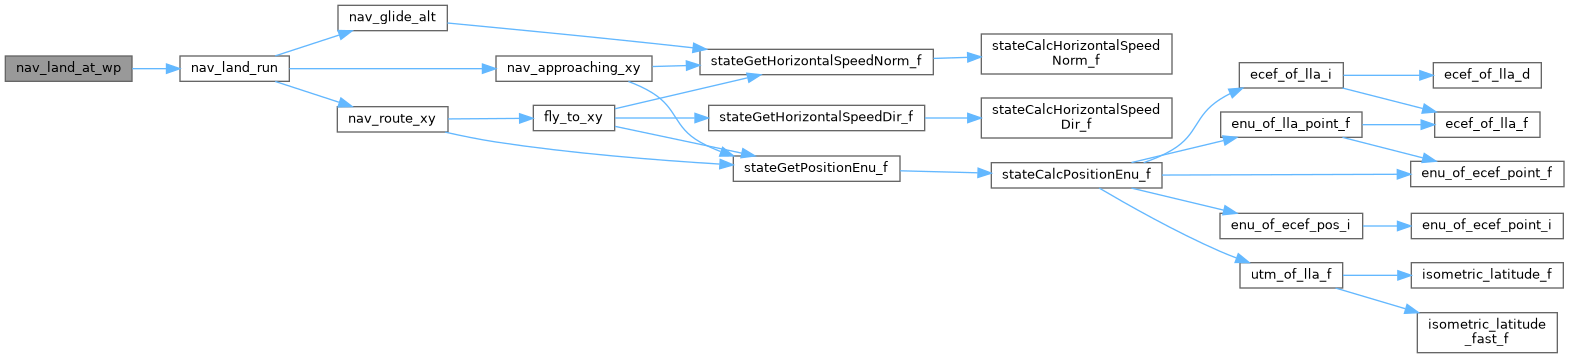 nav_land_at_wp
nav_land_run
nav_glide_alt
nav_approaching_xy
nav_route_xy
fly_to_xy
stateGetHorizontalSpeedNorm_f
stateGetHorizontalSpeedDir_f
stateGetPositionEnu_f
stateCalcHorizontalSpeed
Norm_f
stateCalcHorizontalSpeed
Dir_f
stateCalcPositionEnu_f
ecef_of_lla_i
enu_of_lla_point_f
enu_of_ecef_pos_i
utm_of_lla_f
ecef_of_lla_d
ecef_of_lla_f
enu_of_ecef_point_f
enu_of_ecef_point_i
isometric_latitude_f
isometric_latitude
_fast_f